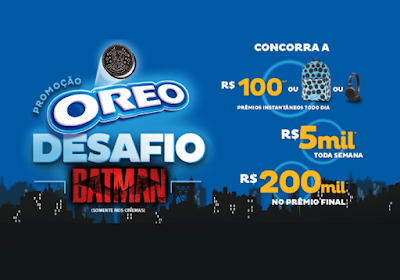 PROMOÇÃO
OREO
DESAFIO
BATMAN
(SOMENTE NOS CINEMAS)
CONCORRA A
R$ 100 OU OU
PRÊMIOS INSTANTÂNEOS TODO DIA
R$ 5mil
TODA SEMANA
R$ 200mil
NO PRÊMIO FINAL